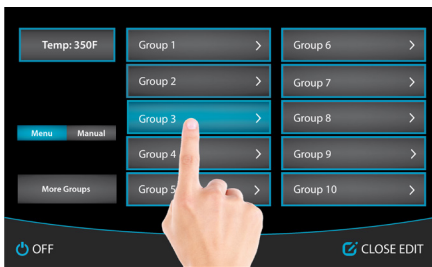 Temp: 350F
Menu Manual
More Groups
Group 1
Group 2
Group 3
Group 4
Group 5
Group 6
Group 7
Group 8
Group 9
Group 10
OFF
CLOSE EDIT